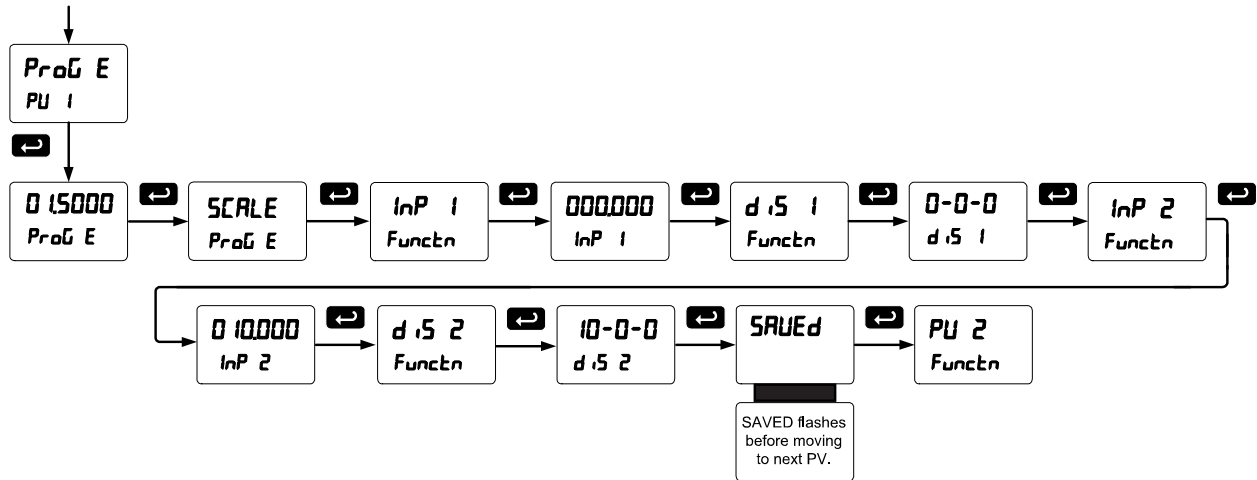 ProG E
PV 1
01.5000
ProG E
SCALE
ProG E
InP 1
Functn
000.000
InP 1
diS 1
Functn
0-0-0
diS 1
InP 2
Functn
010.000
InP 2
diS 2
Functn
10-0-0
diS 2
SAVEd
PV 2
Functn
SAVED flashes
before moving
to next PV.